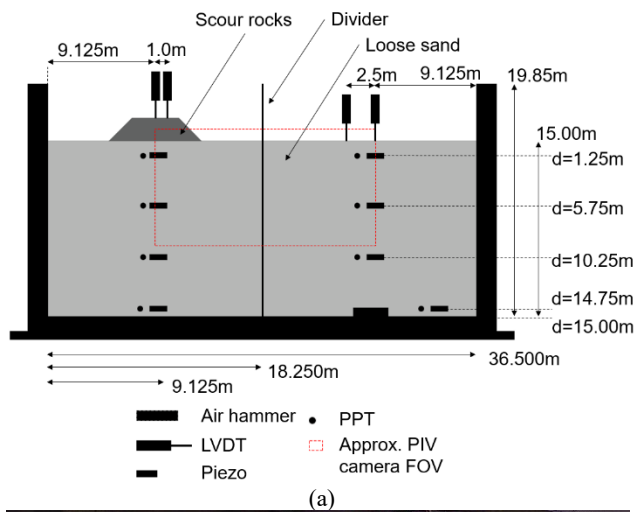 Scour rocks
Divider
Loose sand
9.125m
1.0m
2.5m
9.125m
19.85m
15.00m
d=1.25m
d=5.75m
d=10.25m
d=14.75m
d=15.00m
36.500m
18.250m
9.125m
Air hammer
PPT
LVDT
Approx. PIV
camera FOV
Piezo
(a)